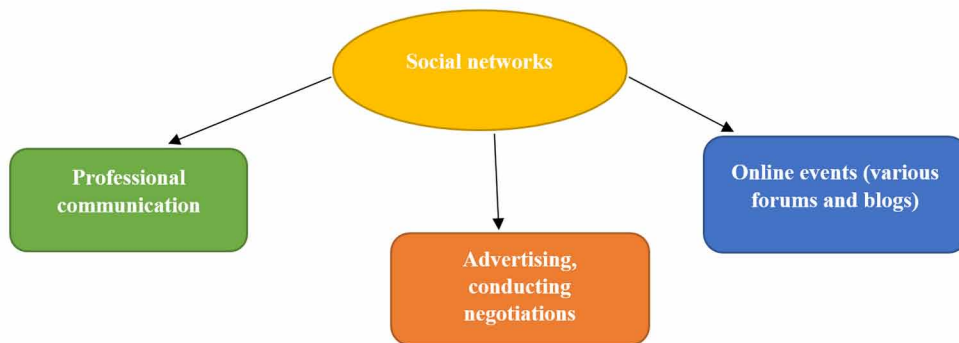 Social networks
Professional
communication
Advertising,
conducting
negotiations
Online events (various
forums and blogs)